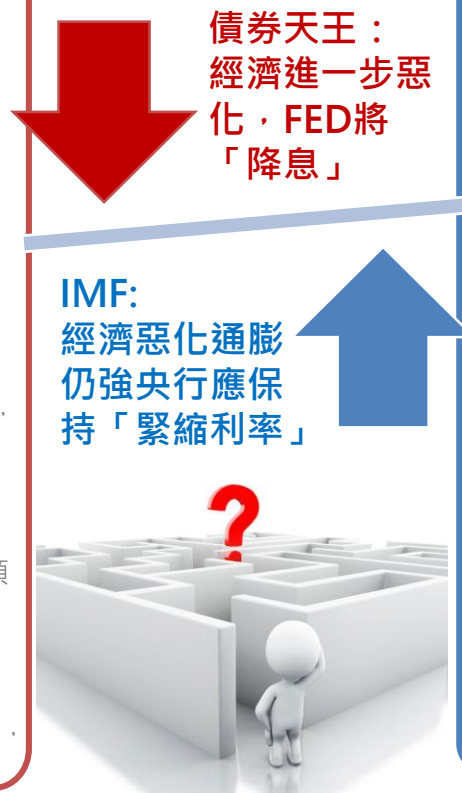 債券天王：
經濟進一步惡
化，FED將
「降息」
IMF:
經濟惡化通膨
仍強央行應保
持「緊縮利率」
，
?
，